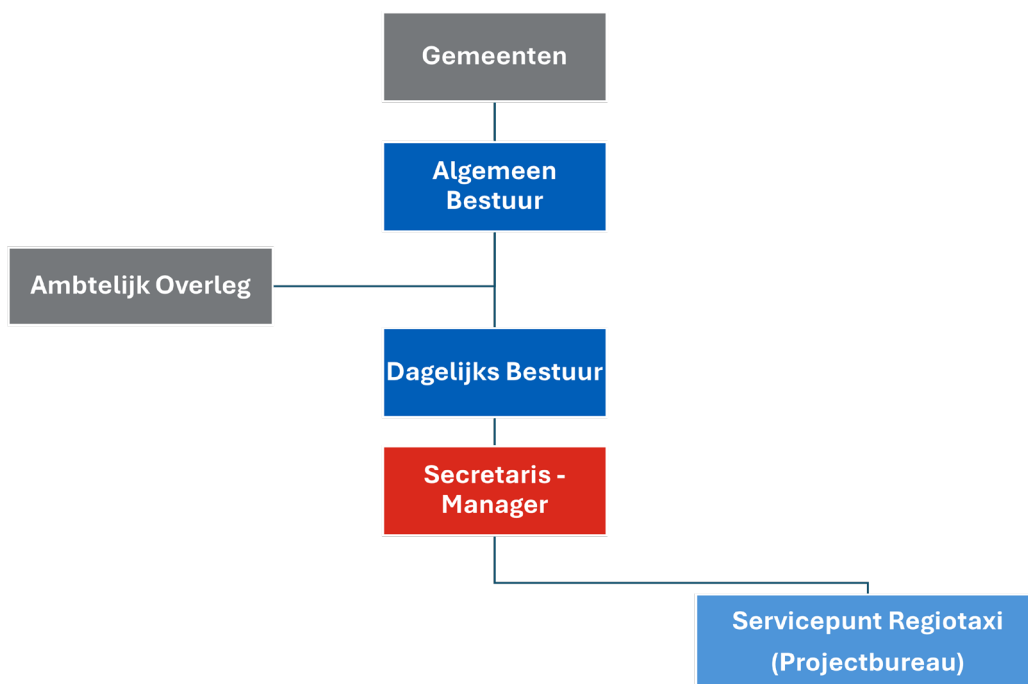 Gemeenten
Algemeen
Bestuur
Ambtelijk Overleg
Dagelijks Bestuur
Secretaris -
Manager
Servicepunt Regiotaxi
(Projectbureau)